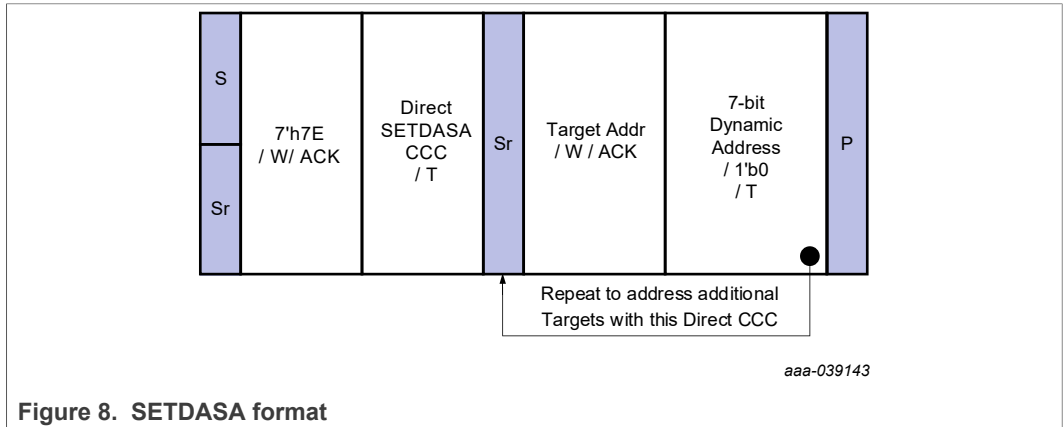 S
Sr
7'h7E
/ W/ ACK
Direct
SETDASA
CCC
/ T
Sr
Target Addr
/ W / ACK
7-bit
Dynamic
Address
/ 1'b0
/ T
P
Repeat to address additional
Targets with this Direct CCC
aaa-039143
Figure 8. SETDASA format